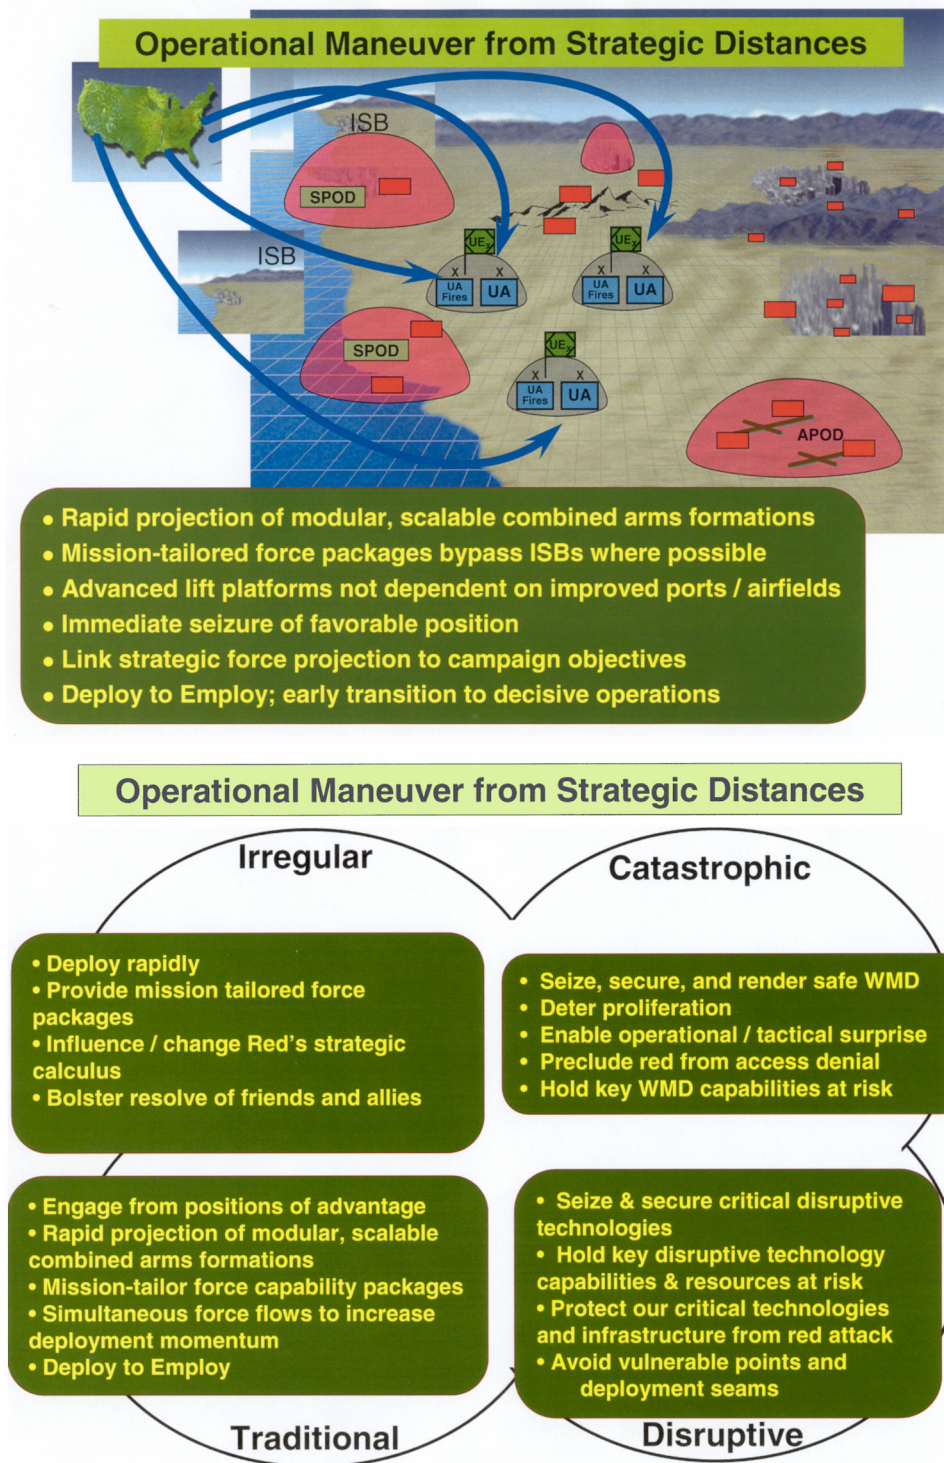 Operational Maneuver from Strategic Distances
ISB
SPOD
ISB
UEx
X X
UA
Fires
UA
UEx
X X
UA
Fires
UA
SPOD
UEx
X X
UA
Fires
UA
APOD
• Rapid projection of modular, scalable combined arms formations
• Mission-tailored force packages bypass ISBs where possible
• Advanced lift platforms not dependent on improved ports / airfields
• Immediate seizure of favorable position
• Link strategic force projection to campaign objectives
• Deploy to Employ; early transition to decisive operations
Operational Maneuver from Strategic Distances
Irregular
• Deploy rapidly
• Provide mission tailored force
packages
• Influence / change Red's strategic
calculus
• Bolster resolve of friends and allies
Catastrophic
• Seize, secure, and render safe WMD
• Deter proliferation
• Enable operational / tactical surprise
• Preclude red from access denial
• Hold key WMD capabilities at risk
• Engage from positions of advantage
• Rapid projection of modular, scalable
combined arms formations
• Mission-tailor force capability packages
• Simultaneous force flows to increase
deployment momentum
• Deploy to Employ
Traditional
• Seize & secure critical disruptive
technologies
• Hold key disruptive technology
capabilities & resources at risk
• Protect our critical technologies
and infrastructure from red attack
• Avoid vulnerable points and
deployment seams
Disruptive